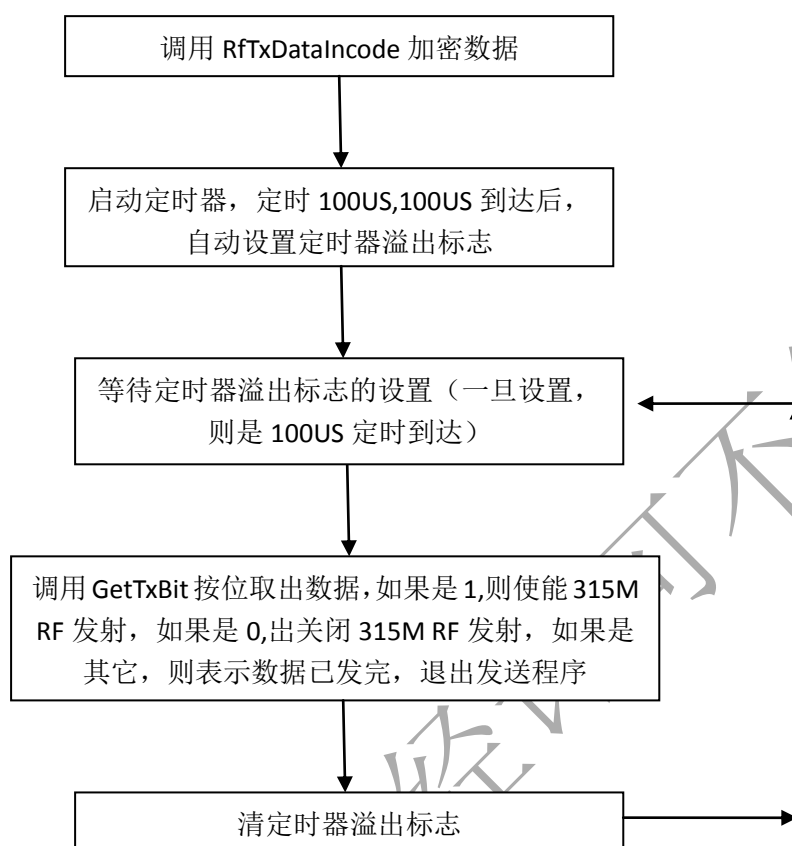 调用 RfTxDataIncode 加密数据
启动定时器，定时 100US,100US 到达后，
自动设置定时器溢出标志
等待定时器溢出标志的设置（一旦设置，
则是 100US 定时到达）
调用 GetTxBit 按位取出数据,如果是 1,则使能 315M
RF 发射，如果是 0,出关闭 315M RF 发射，如果是
其它，则表示数据已发完，退出发送程序
清定时器溢出标志